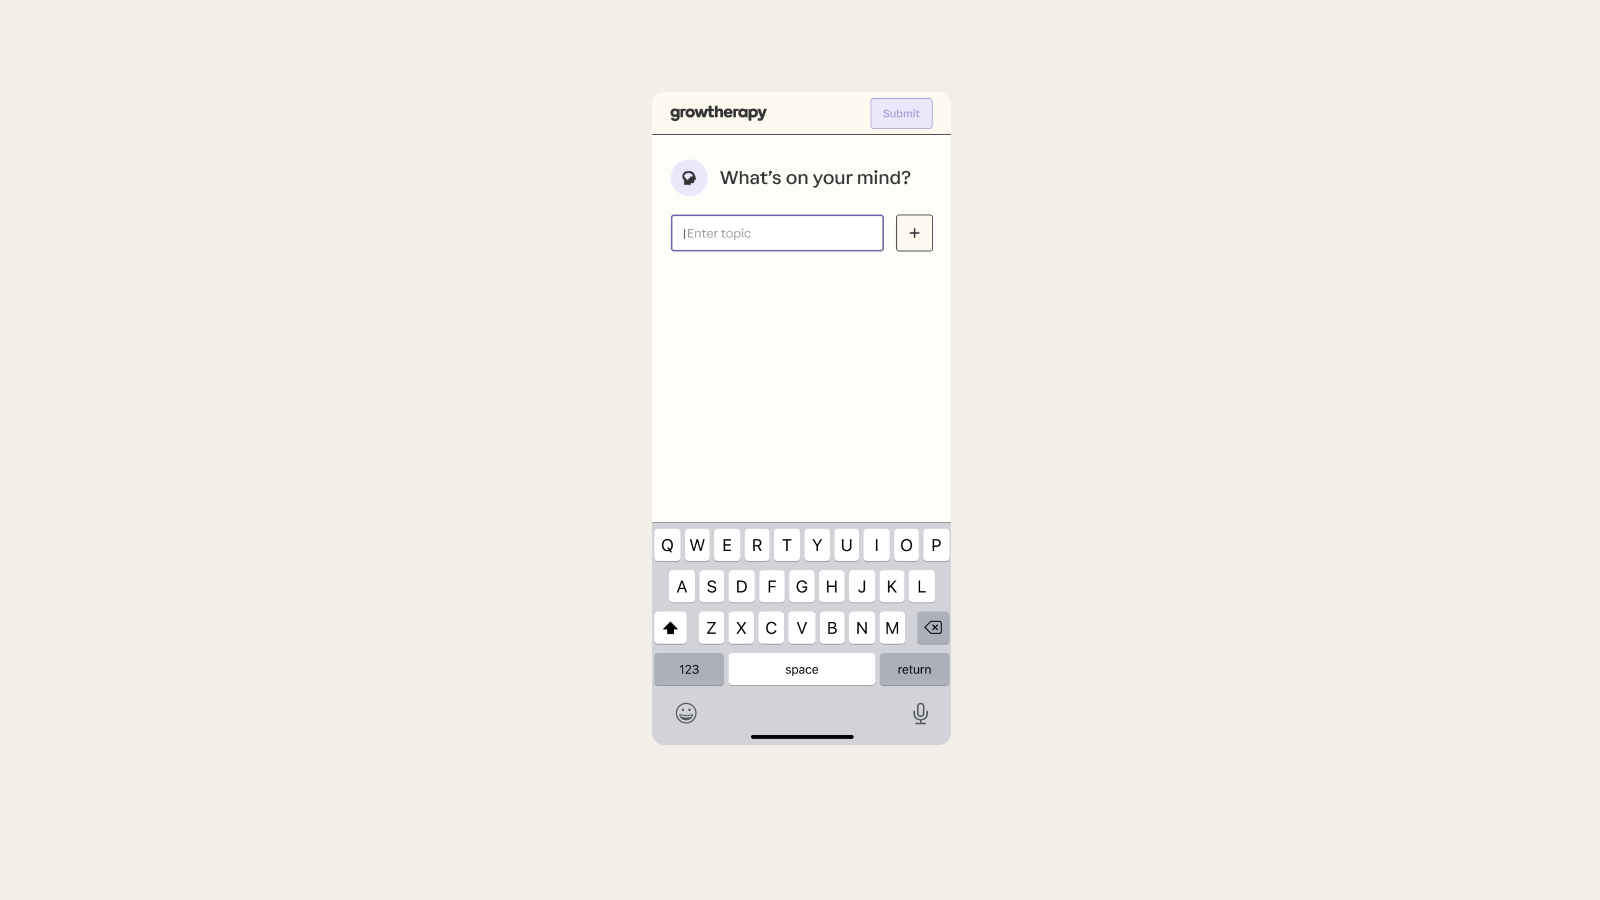 growtherapy
Submit
What’s on your mind?
Enter topic
+
Q W E R T Y U I O P
A S D F G H J K L
Z X C V B N M
123 space return